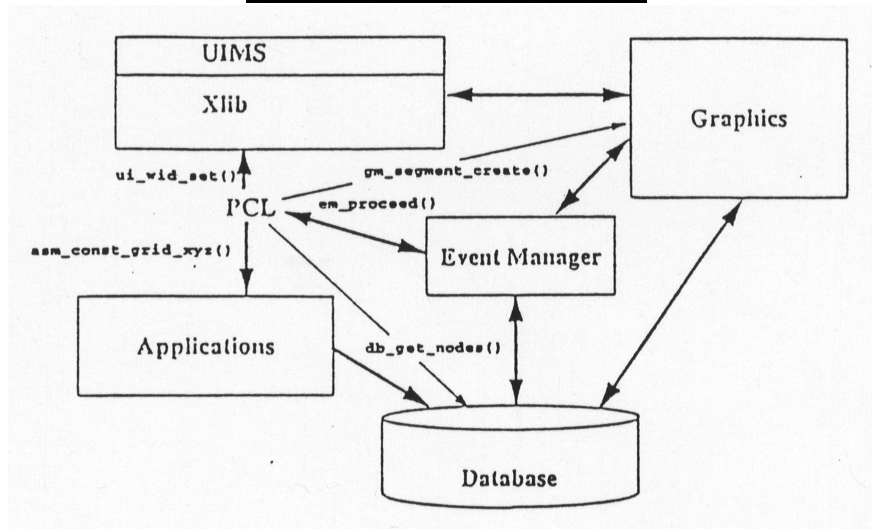 UIMS
Xlib
Graphics
ui_wid_set()
gm_segment_create()
PCL
em_proceed()
asm_const_grid_xyz()
Event Manager
Applications
db_get_nodes()
Database